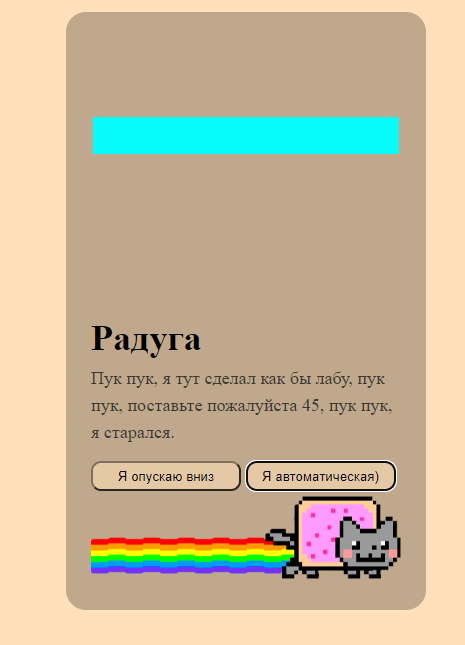 Радуга
Пук пук, я тут сделал как бы лабу, пук
пук, поставьте пожалуйста 45, пук пук,
я старался.
Я опускаю вниз
Я автоматическая)